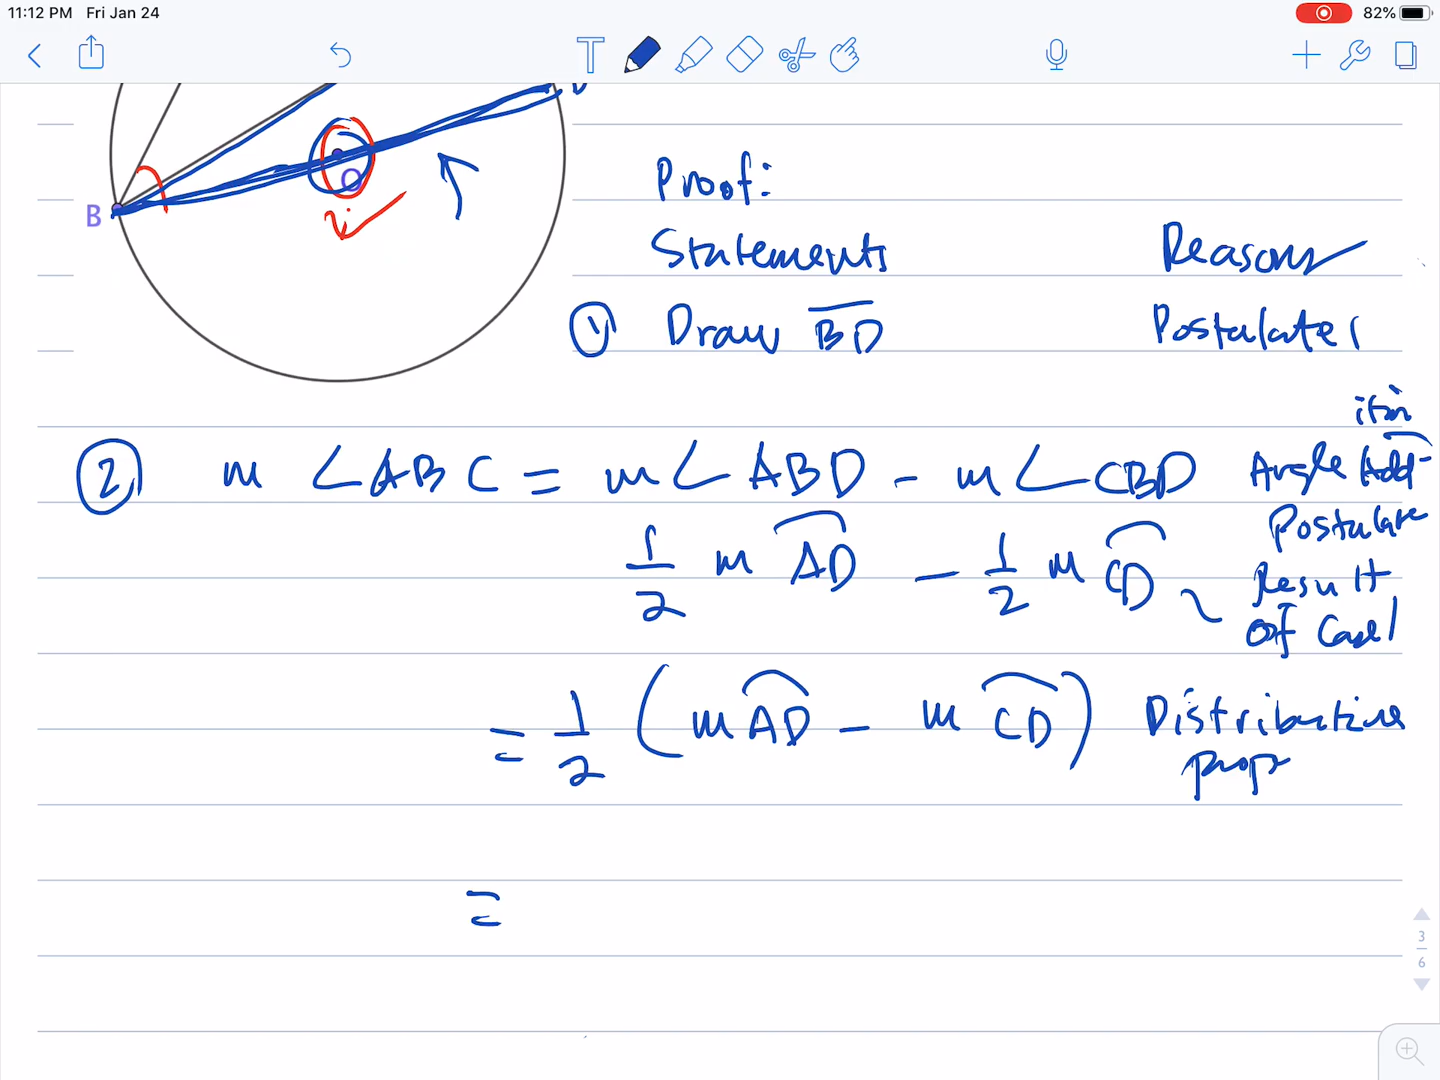 11:12 PM Fri Jan 24 82%
T
B
O
Proof:
Statements Reasons
① Draw BD Postulate 1
② m ∠ABC = m∠ABD - m∠CBD Angle Addition
Postulate
1/2 m AD - 1/2 m CD Result
of Case 1
= 1/2 (m AD - m CD) Distributive
prop
=
3
6